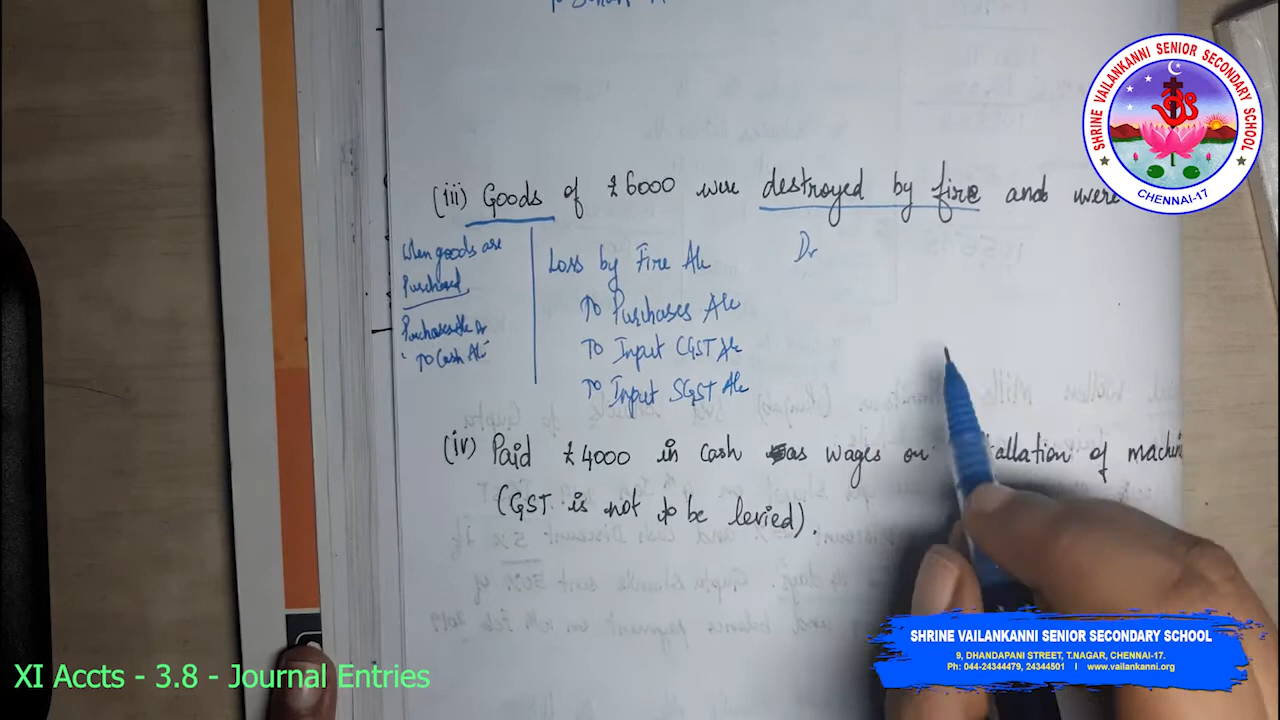 (iii) Goods of ₹6000 were destroyed by fire and were
When goods are
Purchased
Purchases A/c Dr
To Cash A/c
Loss by Fire A/c Dr
To Purchases A/c
To Input CGST A/c
To Input SGST A/c
(iv) Paid ₹4000 in cash as wages on of
(GST is not to be levied).
SHRINE VAILANKANNI SENIOR SECONDARY SCHOOL
CHENNAI-17
SHRINE VAILANKANNI SENIOR SECONDARY SCHOOL
9, DHANDAPANI STREET, T.NAGAR, CHENNAI-17.
Ph: 044-24344479, 24344501 I www.vailankanni.org
XI Accts - 3.8 - Journal Entries